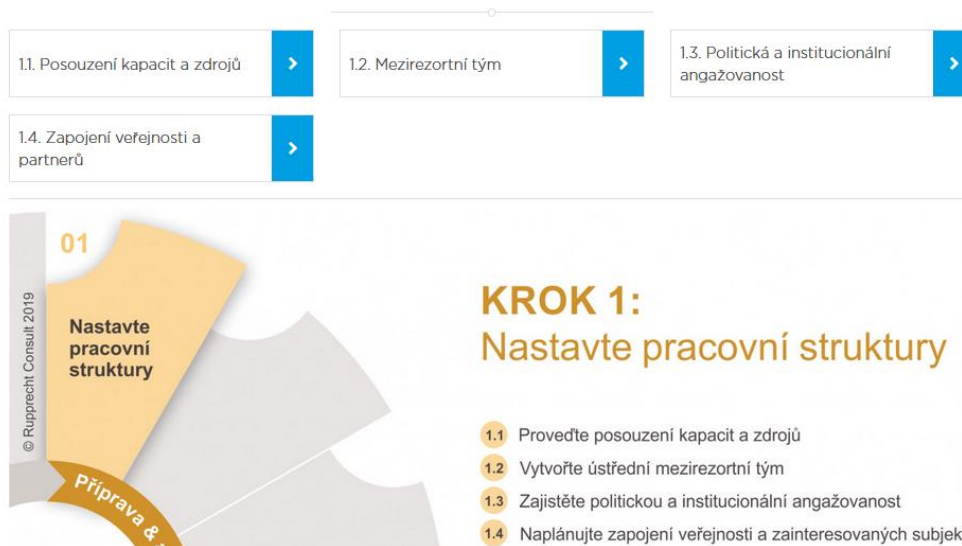 1.1. Posouzení kapacit a zdrojů
1.2. Mezirezortní tým
1.3. Politická a institucionální
angažovanost
1.4. Zapojení veřejnosti a
partnerů
01
Nastavte
pracovní
struktury
© Rupprecht Consult 2019
Příprava &
KROK 1:
Nastavte pracovní struktury
1.1 Proveďte posouzení kapacit a zdrojů
1.2 Vytvořte ústřední mezirezortní tým
1.3 Zajistěte politickou a institucionální angažovanost
1.4 Naplánujte zapojení veřejnosti a zainteresovaných subjek